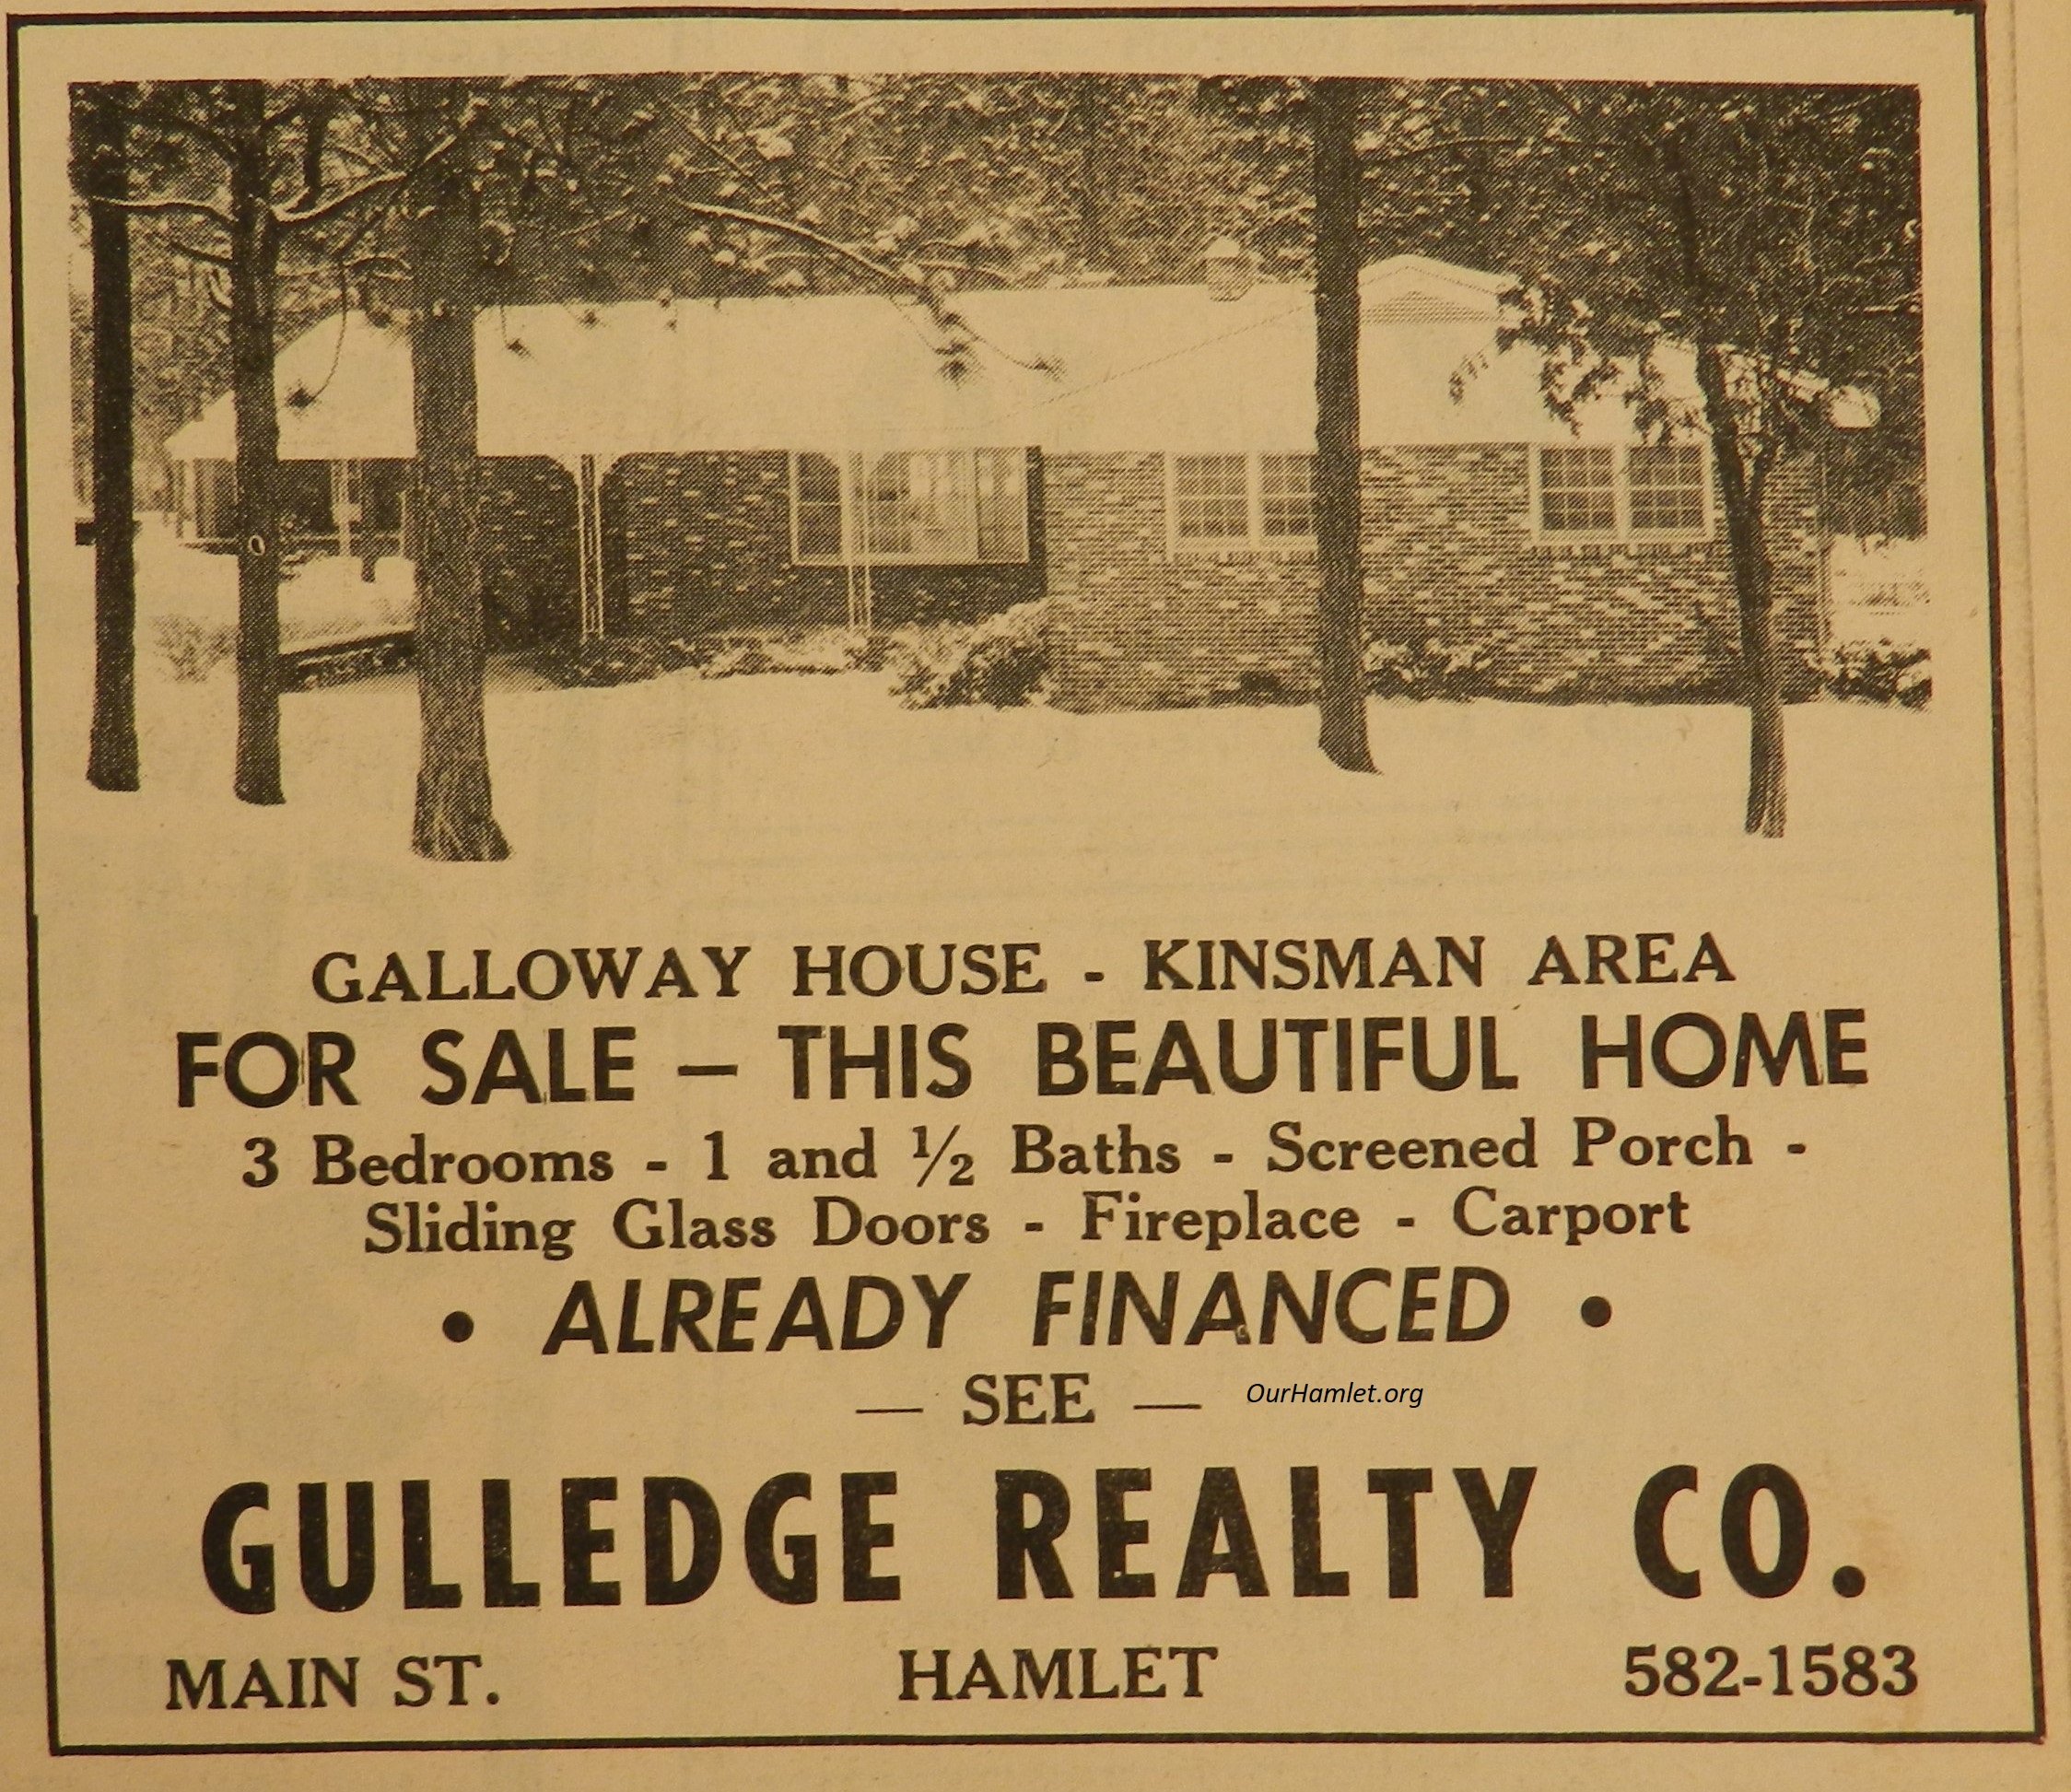 GALLOWAY HOUSE - KINSMAN AREA
FOR SALE — THIS BEAUTIFUL HOME
3 Bedrooms - 1 and ½ Baths - Screened Porch -
Sliding Glass Doors - Fireplace - Carport
• ALREADY FINANCED •
— SEE — OurHamlet.org
GULLEDGE REALTY CO.
MAIN ST. HAMLET 582-1583